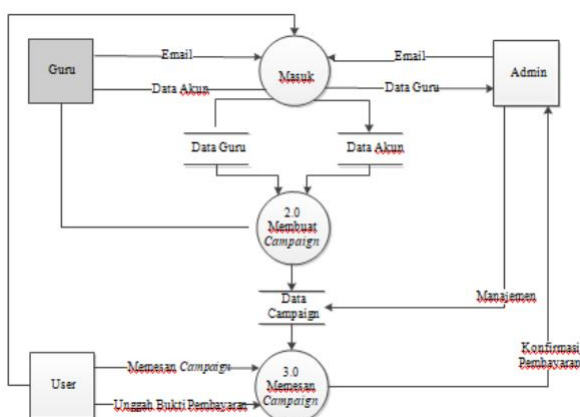 Guru
Email
Data Akun
Masuk
Email
Data Guru
Admin
Data Guru
Data Akun
2.0
Membuat
Campaign
Data
Campaign
Manajemen
Konfirmasi
Pembayaran
User
Memesan Campaign
Unggah Bukti Pembayaran
3.0
Memesan
Campaign